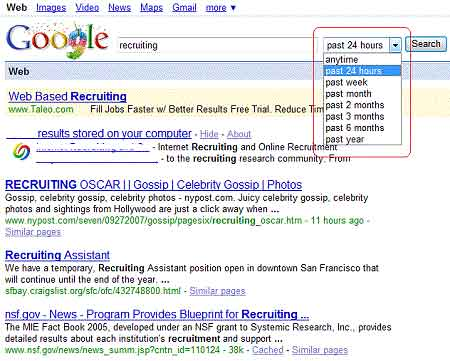 Web Images Video News Maps Gmail more ▼
Google
recruiting
past 24 hours
Search
anytime
past 24 hours
past week
past month
past 2 months
past 3 months
past 6 months
past year
Web
Web Based Recruiting
www.Taleo.com Fill Jobs Faster w/ Better Results Free Trial. Reduce Time
results stored on your computer - Hide - About
- Internet Recruiting and Online Recruitment
- to the recruiting research community, From
RECRUITING OSCAR | | Gossip | Celebrity Gossip | Photos
Gossip, celebrity gossip, celebrity photos - nypost.com. Juicy celebrity gossip, celebrity
photos and sightings from Hollywood are just a click away when ...
www.nypost.com/seven/09272007/gossip/pagesix/recruiting_oscar.htm - 11 hours ago -
Similar pages
Recruiting Assistant
We have a temporary, Recruiting Assistant position open in downtown San Francisco that
will continue until the end of the year. ...
sfbay.craigslist.org/sfc/ofc/432748800.html - Similar pages
nsf.gov - News - Program Provides Blueprint for Recruiting ...
The MIE Fact Book 2005, developed under an NSF grant to Systemic Research, Inc., provides
detailed results about each institution's recruitment and support ...
www.nsf.gov/news/news_summ.jsp?cntn_id=110124 - 38k - Cached - Similar pages